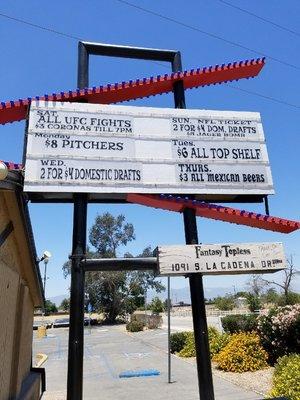 SAT.
ALL UFC FIGHTS
$3 CORONAS TILL 7PM
SUN. NFL TICKET
2 FOR $4 DOM. DRAFTS
$3 JAGER BOMB
Monday
$8 PITCHERS
Tues.
$6 ALL TOP SHELF
WED.
2 FOR $4 DOMESTIC DRAFTS
THURS.
$3 ALL MEXICAN BEER
Fantasy Topless
1091 S. LA CADENA DR